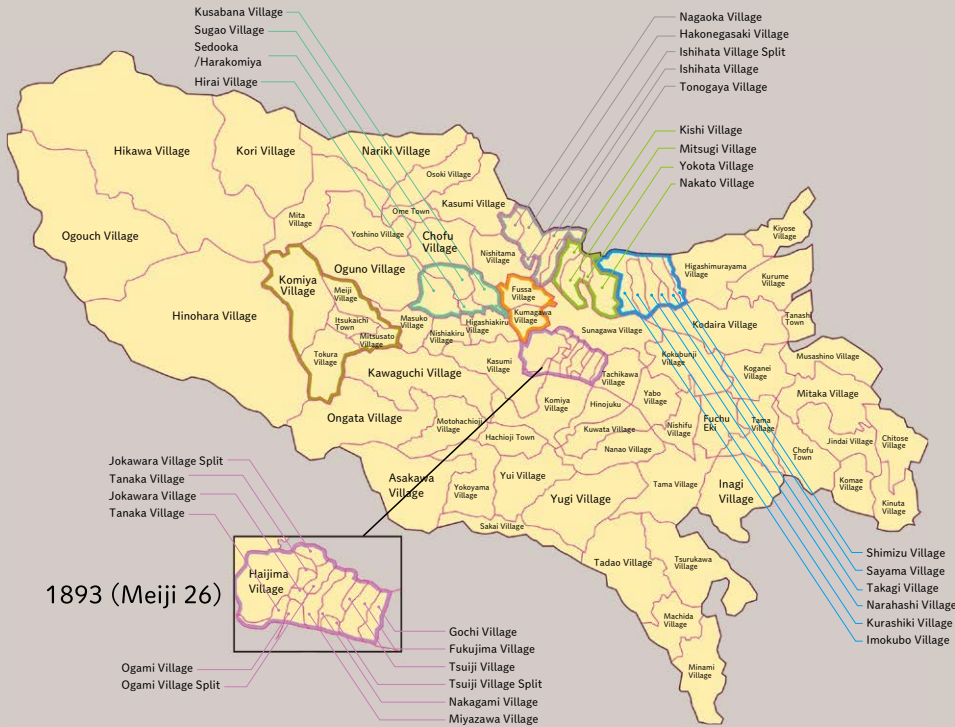 Kusabana Village
Sugao Village
Sedooka
/Harakomiya
Hirai Village
Nagaoka Village
Hakonegasaki Village
Ishihata Village Split
Ishihata Village
Tonogaya Village
Kishi Village
Mitsugi Village
Yokota Village
Nakato Village
Hikawa Village
Kori Village
Nariki Village
Osoki Village
Kasumi Village
Ome Town
Mita
Village
Yoshino Village
Chofu
Village
Nishitama
Village
Ogouch Village
Oguno Village
Komiya
Village
Meiji
Village
Hinohara Village
Itsukaichi
Town
Mitsusato
Village
Tokura
Village
Masuko
Village
Nishiakiru
Village
Higashiakiru
Village
Fussa
Village
Kumagawa
Village
Kiyose
Village
Higashimurayama
Village
Kurume
Village
Tanashi
Town
Sunagawa Village
Kodaira Village
Kawaguchi Village
Kasumi
Village
Tachikawa
Village
Kokubunji
Village
Koganei
Village
Musashino Village
Mitaka Village
Ongata Village
Motohachioji
Village
Komiya
Village
Hinojuku
Yabo
Village
Hachioji Town
Kuwata Village
Nishifu
Village
Fuchu
Eki
Tama
Village
Nanao Village
Chofu
Town
Jindai Village
Chitose
Village
Komae
Village
Kinuta
Village
Asakawa
Village
Yokoyama
Village
Yui Village
Yugi Village
Tama Village
Inagi
Village
Sakai Village
Tadao Village
Tsurukawa
Village
Machida
Village
Minami
Village
Jokawara Village Split
Tanaka Village
Jokawara Village
Tanaka Village
1893 (Meiji 26)
Haijima
Village
Ogami Village
Ogami Village Split
Gochi Village
Fukujima Village
Tsuiji Village
Tsuiji Village Split
Nakagami Village
Miyazawa Village
Shimizu Village
Sayama Village
Takagi Village
Narahashi Village
Kurashiki Village
Imokubo Village